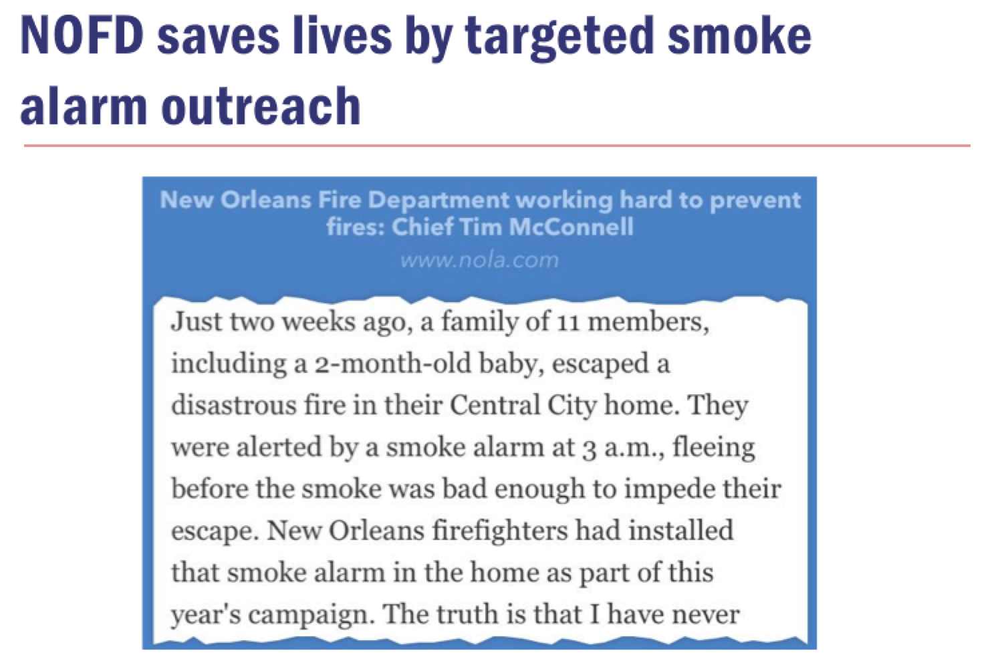 NOFD saves lives by targeted smoke
alarm outreach
New Orleans Fire Department working hard to prevent
fires: Chief Tim McConnell
www.nola.com
Just two weeks ago, a family of 11 members,
including a 2-month-old baby, escaped a
disastrous fire in their Central City home. They
were alerted by a smoke alarm at 3 a.m., fleeing
before the smoke was bad enough to impede their
escape. New Orleans firefighters had installed
that smoke alarm in the home as part of this
year's campaign. The truth is that I have never